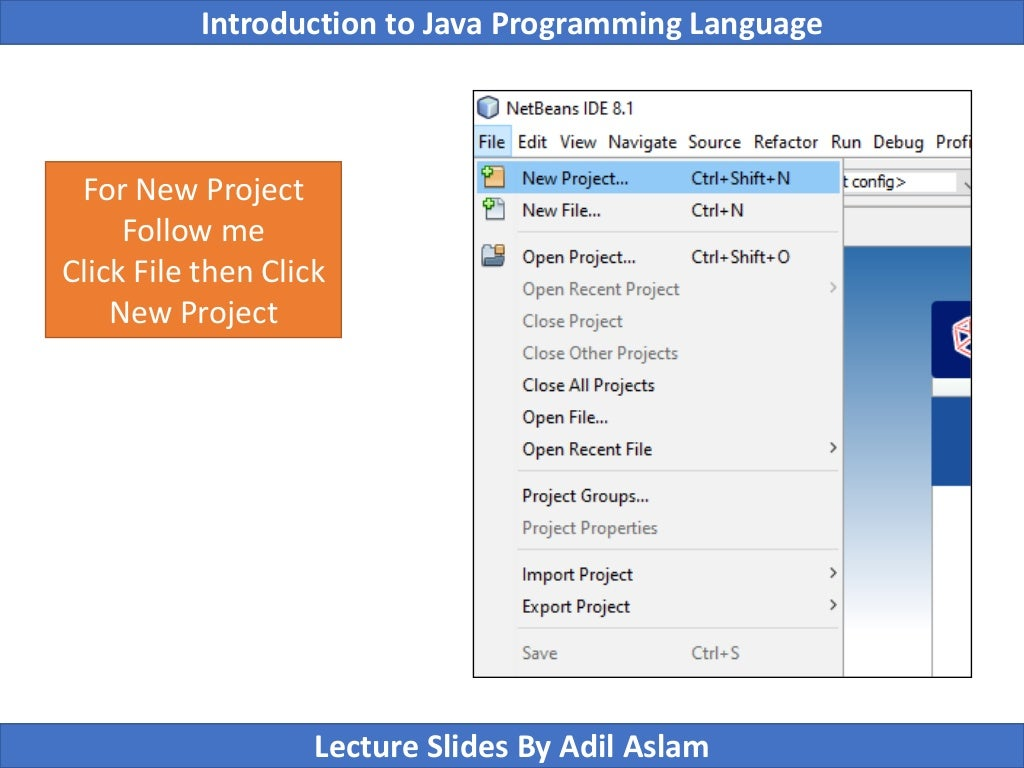 Introduction to Java Programming Language
For New Project
Follow me
Click File then Click
New Project
NetBeans IDE 8.1
File Edit View Navigate Source Refactor Run Debug Profi
New Project... Ctrl+Shift+N
t config>
New File... Ctrl+N
Open Project... Ctrl+Shift+O
Open Recent Project
Close Project
Close Other Projects
Close All Projects
Open File...
Open Recent File
Project Groups...
Project Properties
Import Project
Export Project
Save Ctrl+S
Lecture Slides By Adil Aslam